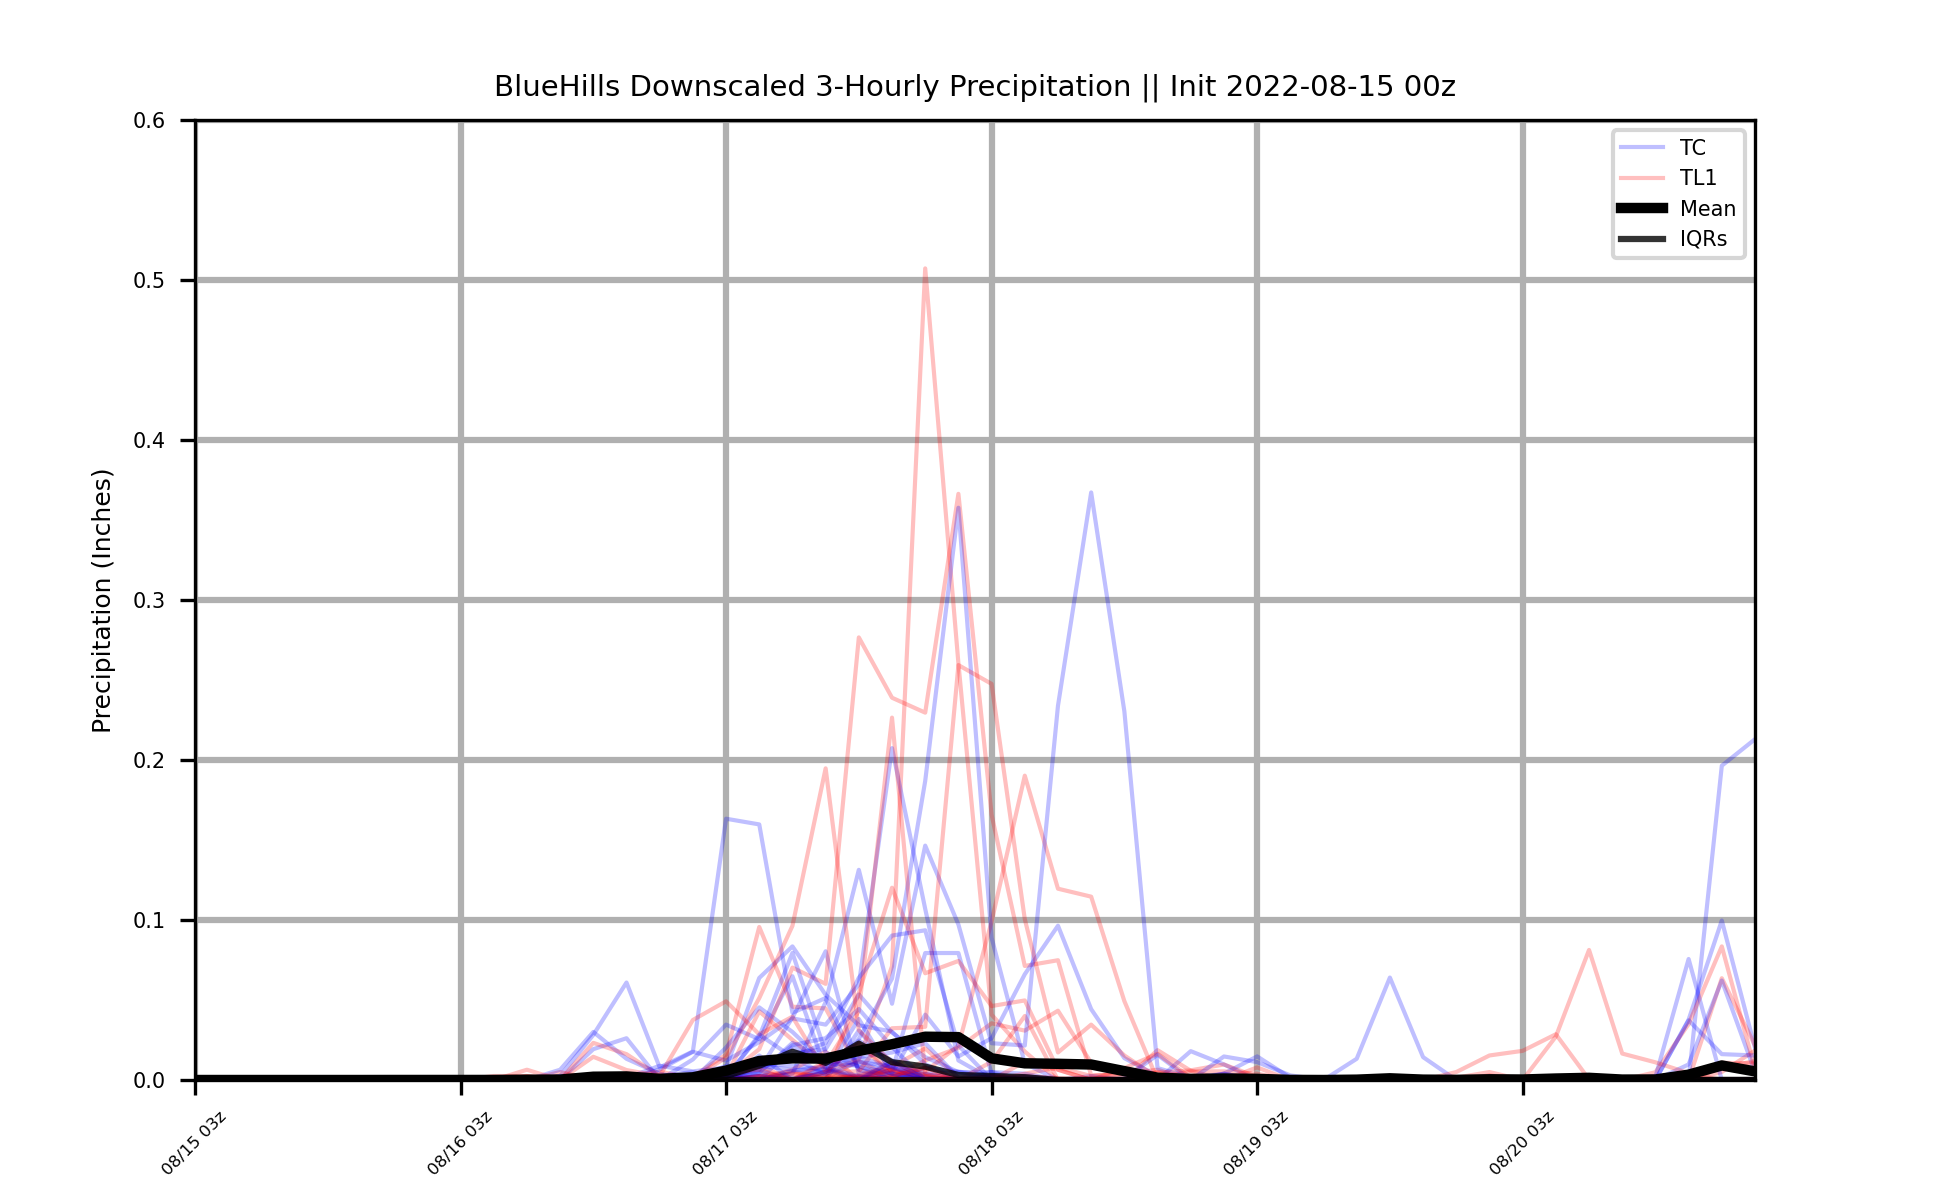 BlueHills Downscaled 3-Hourly Precipitation || Init 2022-08-15 00z
0.6
0.5
0.4
0.3
0.2
0.1
0.0
Precipitation (Inches)
TC
TL1
Mean
IQRs
08/15 03z
08/16 03z
08/17 03z
08/18 03z
08/19 03z
08/20 03z